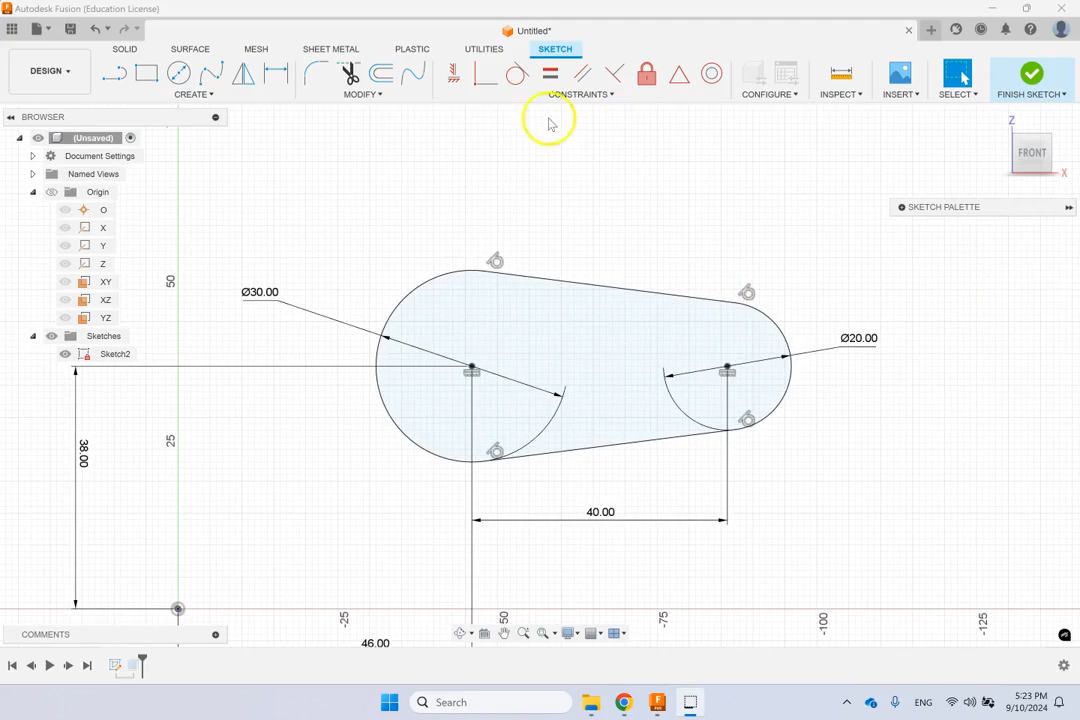 Autodesk Fusion (Education License)
Untitled*
SOLID SURFACE MESH SHEET METAL PLASTIC UTILITIES SKETCH
DESIGN
CREATE MODIFY CONSTRAINTS CONFIGURE INSPECT INSERT SELECT FINISH SKETCH
BROWSER
(Unsaved)
Document Settings
Named Views
Origin
O
X
Y
Z
XY
XZ
YZ
Sketches
Sketch2
Z
FRONT
X
SKETCH PALETTE
50
Ø30.00
Ø20.00
38.00
25
40.00
-25
50
-75
-100
-125
46.00
COMMENTS
Search
ENG
5:23 PM
9/10/2024